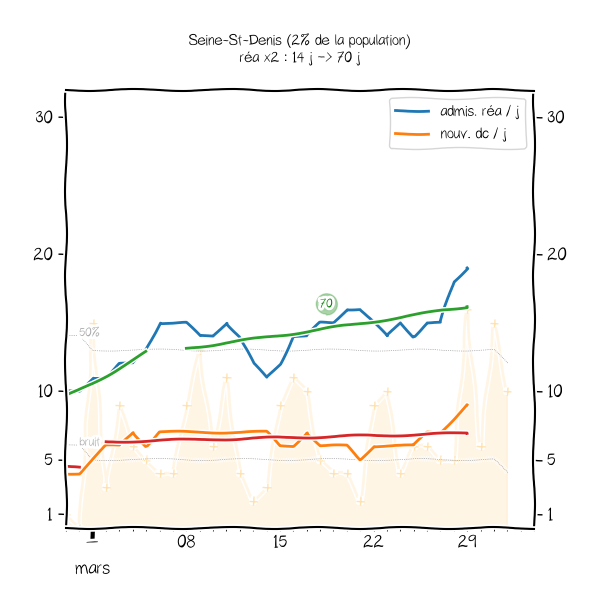 Seine-St-Denis (2% de la population)
réa x2 : 14 j -> 70 j
admis. réa / j
nouv. dc / j
30
30
20
20
70
50%
10
10
bruit
5
5
1
1
08
15
22
29
mars